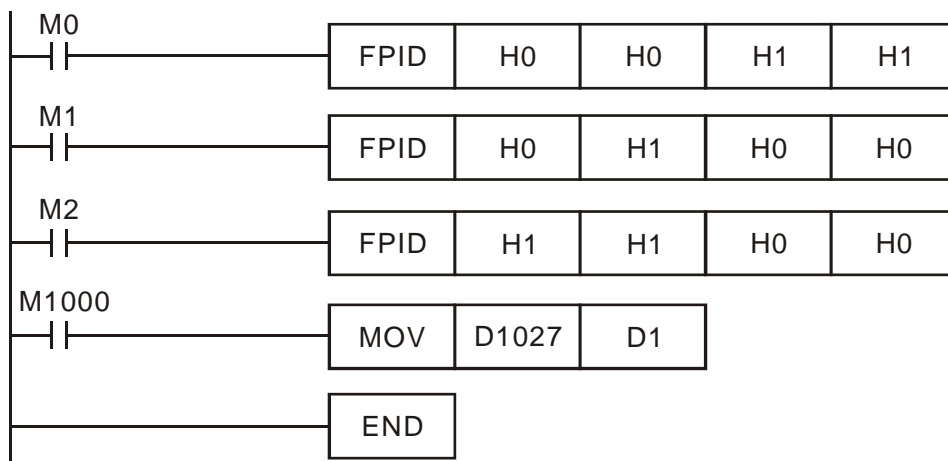 M0
FPID H0 H0 H1 H1
M1
FPID H0 H1 H0 H0
M2
FPID H1 H1 H0 H0
M1000
MOV D1027 D1
END